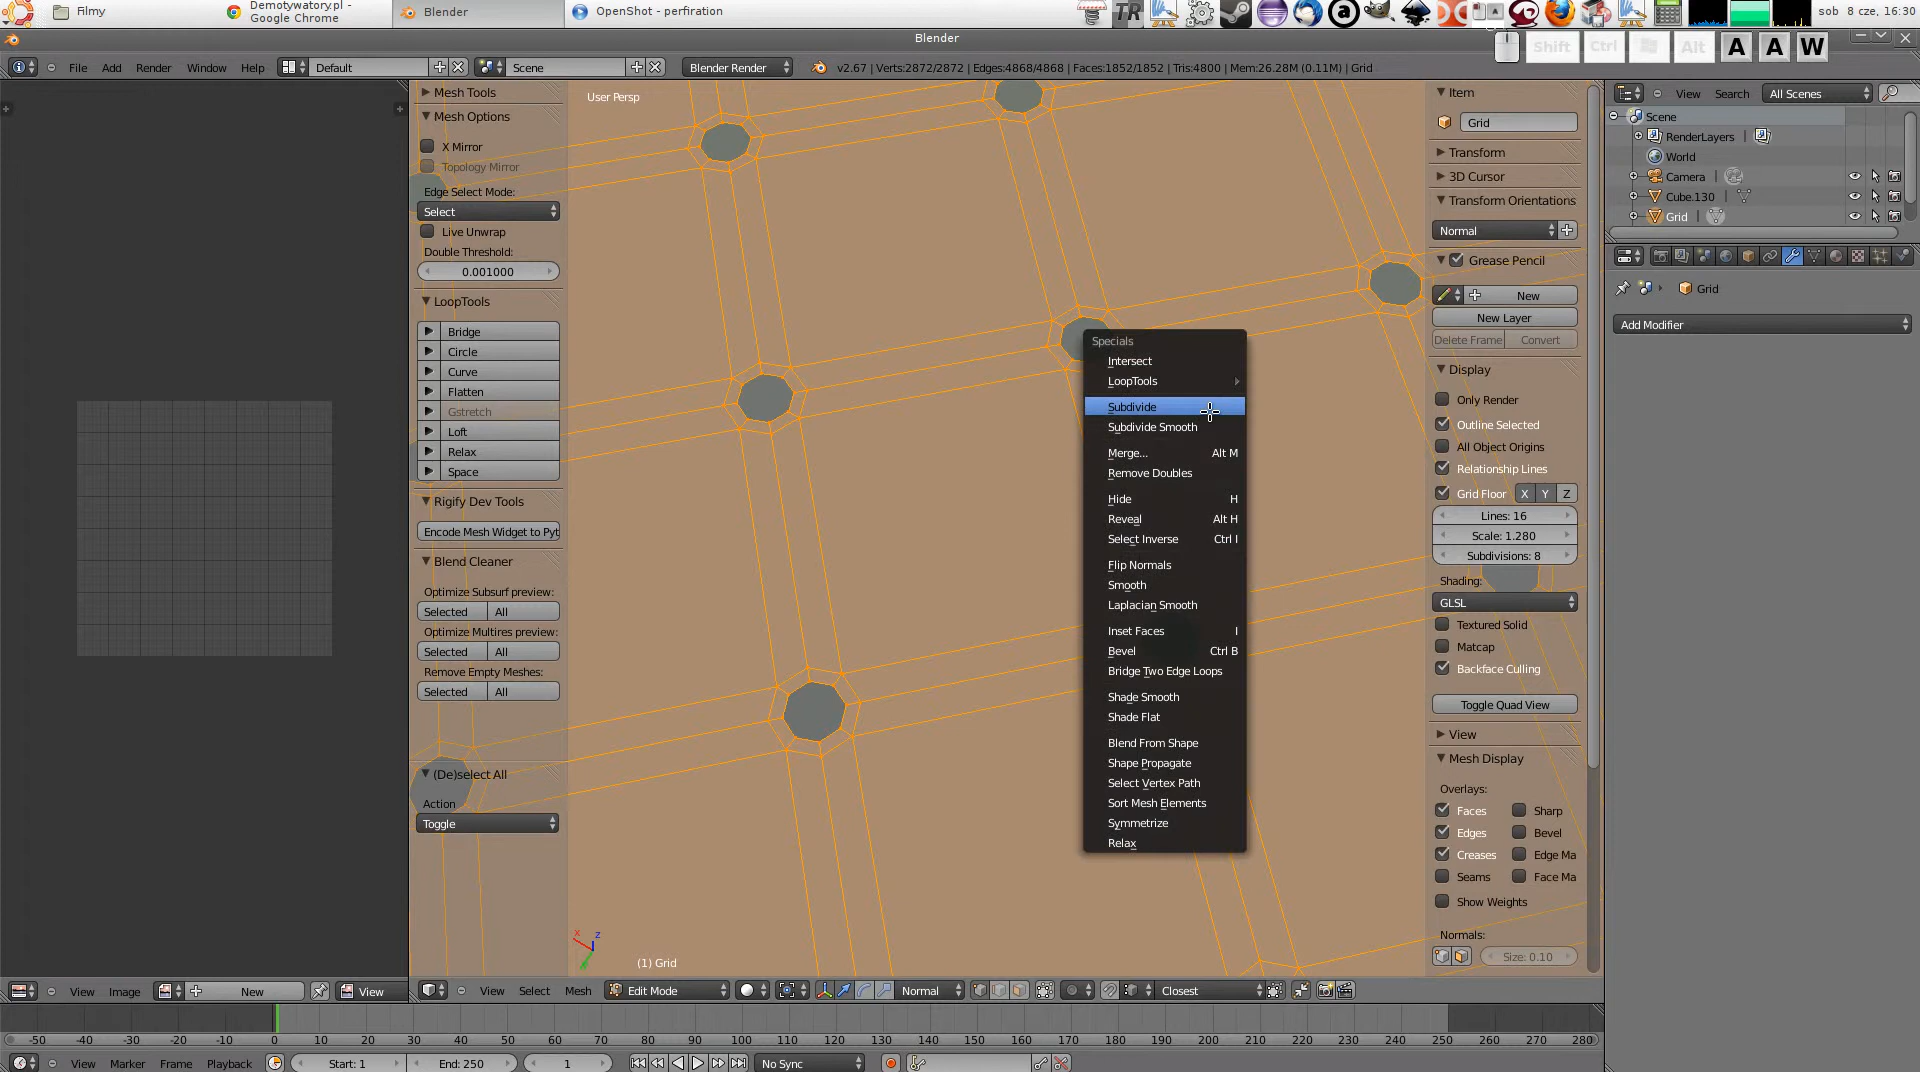 Filmy
Demotywatory.pl -
Google Chrome
Blender
OpenShot - perfiration
TR
sob 8 cze, 16:30
Blender
Shift
Ctrl
Alt
A
A
W
File
Add
Render
Window
Help
Default
Scene
Blender Render
v2.67 | Verts:2872/2872 | Edges:4868/4868 | Faces:1852/1852 | Tris:4800 | Mem:26.28M (0.11M) | Grid
Mesh Tools
Mesh Options
X Mirror
Topology Mirror
Edge Select Mode:
Select
Live Unwrap
Double Threshold:
0.001000
LoopTools
Bridge
Circle
Curve
Flatten
Gstretch
Loft
Relax
Space
Rigify Dev Tools
Encode Mesh Widget to Pyt
Blend Cleaner
Optimize Subsurf preview:
Selected
All
Optimize Multires preview:
Selected
All
Remove Empty Meshes:
Selected
All
(De)select All
Action
Toggle
User Persp
Specials
Intersect
LoopTools
Subdivide
Subdivide Smooth
Merge... Alt M
Remove Doubles
Hide H
Reveal Alt H
Select Inverse Ctrl I
Flip Normals
Smooth
Laplacian Smooth
Inset Faces I
Bevel Ctrl B
Bridge Two Edge Loops
Shade Smooth
Shade Flat
Blend From Shape
Shape Propagate
Select Vertex Path
Sort Mesh Elements
Symmetrize
Relax
x
z
(1) Grid
Item
Grid
Transform
3D Cursor
Transform Orientations
Normal
Grease Pencil
New
New Layer
Delete Frame
Convert
Display
Only Render
Outline Selected
All Object Origins
Relationship Lines
Grid Floor
X
Y
Z
Lines: 16
Scale: 1.280
Subdivisions: 8
Shading:
GLSL
Textured Solid
Matcap
Backface Culling
Toggle Quad View
View
Mesh Display
Overlays:
Faces
Sharp
Edges
Bevel
Creases
Edge Ma
Seams
Face Ma
Show Weights
Normals:
Size: 0.10
View
Search
All Scenes
Scene
RenderLayers
World
Camera
Cube.130
Grid
Grid
Add Modifier
View
Image
New
View
View
Select
Mesh
Edit Mode
Normal
Closest
-50 -40 -30 -20 -10 0 10 20 30 40 50 60 70 80 90 100 110 120 130 140 150 160 170 180 190 200 210 220 230 240 250 260 270 280
View
Marker
Frame
Playback
Start: 1
End: 250
1
No Sync